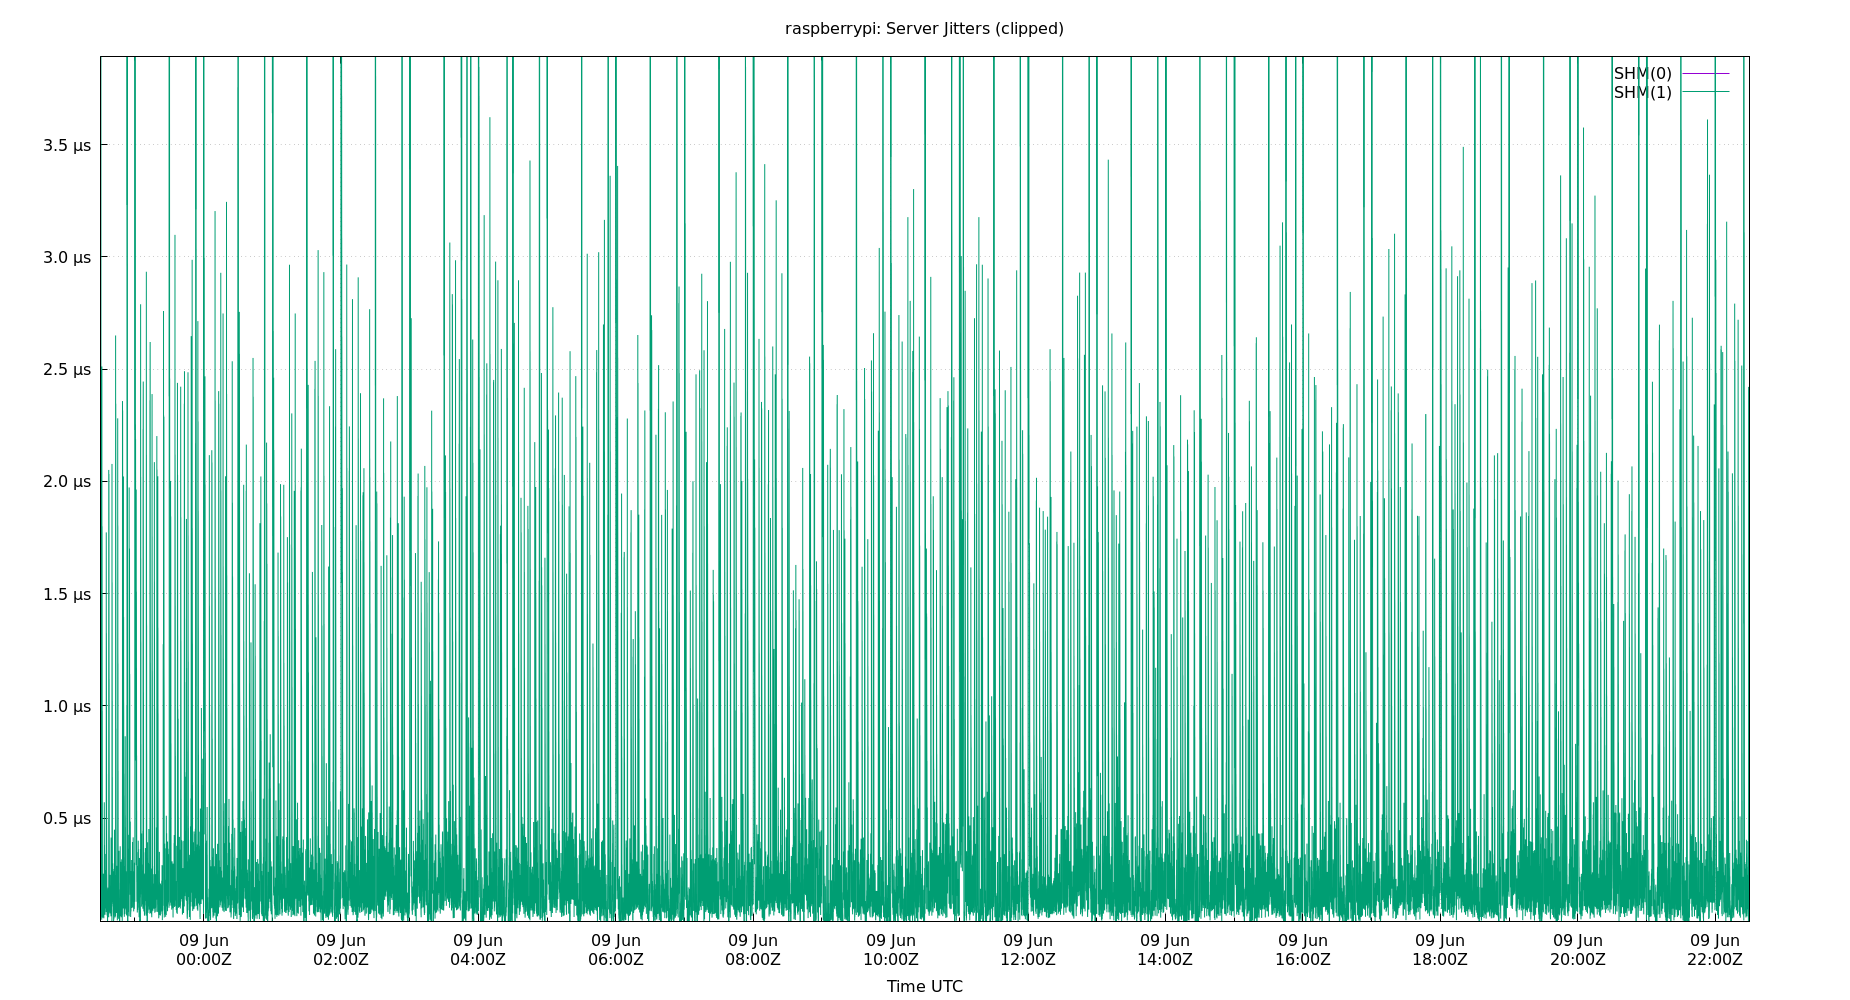 raspberrypi: Server Jitters (clipped)
SHM(0)
SHM(1)
3.5 µs
3.0 µs
2.5 µs
2.0 µs
1.5 µs
1.0 µs
0.5 µs
09 Jun 09 Jun 09 Jun 09 Jun 09 Jun 09 Jun 09 Jun 09 Jun 09 Jun 09 Jun 09 Jun 09 Jun
00:00Z 02:00Z 04:00Z 06:00Z 08:00Z 10:00Z 12:00Z 14:00Z 16:00Z 18:00Z 20:00Z 22:00Z
Time UTC